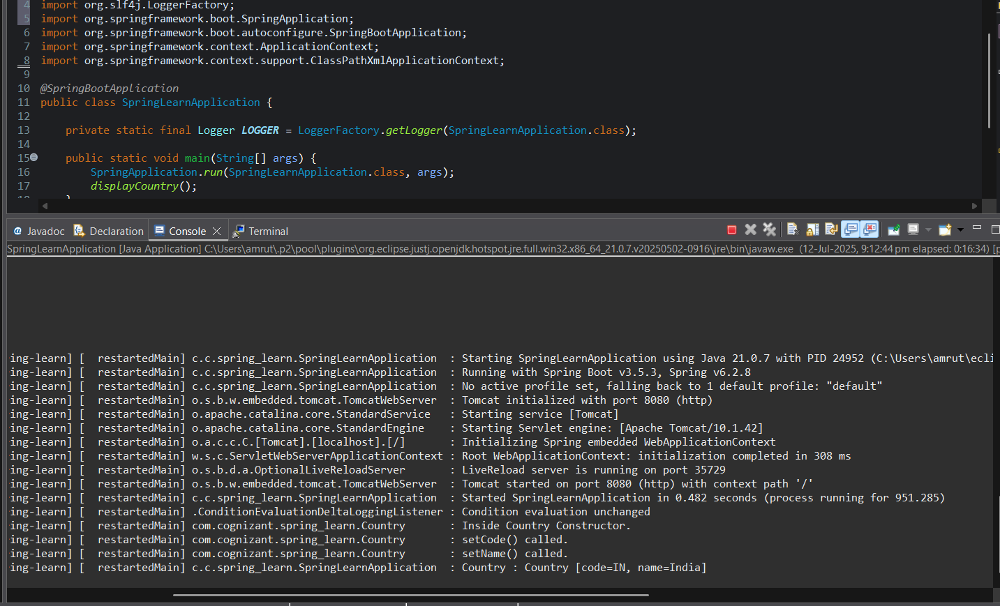 4 import org.slf4j.LoggerFactory;
5 import org.springframework.boot.SpringApplication;
6 import org.springframework.boot.autoconfigure.SpringBootApplication;
7 import org.springframework.context.ApplicationContext;
8 import org.springframework.context.support.ClassPathXmlApplicationContext;
9
10 @SpringBootApplication
11 public class SpringLearnApplication {
12
13 private static final Logger LOGGER = LoggerFactory.getLogger(SpringLearnApplication.class);
14
15 public static void main(String[] args) {
16 SpringApplication.run(SpringLearnApplication.class, args);
17 displayCountry();
Javadoc Declaration Console Terminal
SpringLearnApplication [Java Application] C:\Users\amrut\.p2\pool\plugins\org.eclipse.justj.openjdk.hotspot.jre.full.win32.x86_64_21.0.7.v20250502-0916\jre\bin\javaw.exe (12-Jul-2025, 9:12:44 pm elapsed: 0:16:34) [p
ing-learn] [ restartedMain] c.c.spring_learn.SpringLearnApplication : Starting SpringLearnApplication using Java 21.0.7 with PID 24952 (C:\Users\amrut\ecli
ing-learn] [ restartedMain] c.c.spring_learn.SpringLearnApplication : Running with Spring Boot v3.5.3, Spring v6.2.8
ing-learn] [ restartedMain] c.c.spring_learn.SpringLearnApplication : No active profile set, falling back to 1 default profile: "default"
ing-learn] [ restartedMain] o.s.b.w.embedded.tomcat.TomcatWebServer : Tomcat initialized with port 8080 (http)
ing-learn] [ restartedMain] o.apache.catalina.core.StandardService : Starting service [Tomcat]
ing-learn] [ restartedMain] o.apache.catalina.core.StandardEngine : Starting Servlet engine: [Apache Tomcat/10.1.42]
ing-learn] [ restartedMain] o.a.c.c.C.[Tomcat].[localhost].[/] : Initializing Spring embedded WebApplicationContext
ing-learn] [ restartedMain] w.s.c.ServletWebServerApplicationContext : Root WebApplicationContext: initialization completed in 308 ms
ing-learn] [ restartedMain] o.s.b.d.a.OptionalLiveReloadServer : LiveReload server is running on port 35729
ing-learn] [ restartedMain] o.s.b.w.embedded.tomcat.TomcatWebServer : Tomcat started on port 8080 (http) with context path '/'
ing-learn] [ restartedMain] c.c.spring_learn.SpringLearnApplication : Started SpringLearnApplication in 0.482 seconds (process running for 951.285)
ing-learn] [ restartedMain] .ConditionEvaluationDeltaLoggingListener : Condition evaluation unchanged
ing-learn] [ restartedMain] com.cognizant.spring_learn.Country : Inside Country Constructor.
ing-learn] [ restartedMain] com.cognizant.spring_learn.Country : setCode() called.
ing-learn] [ restartedMain] com.cognizant.spring_learn.Country : setName() called.
ing-learn] [ restartedMain] c.c.spring_learn.SpringLearnApplication : Country : Country [code=IN, name=India]